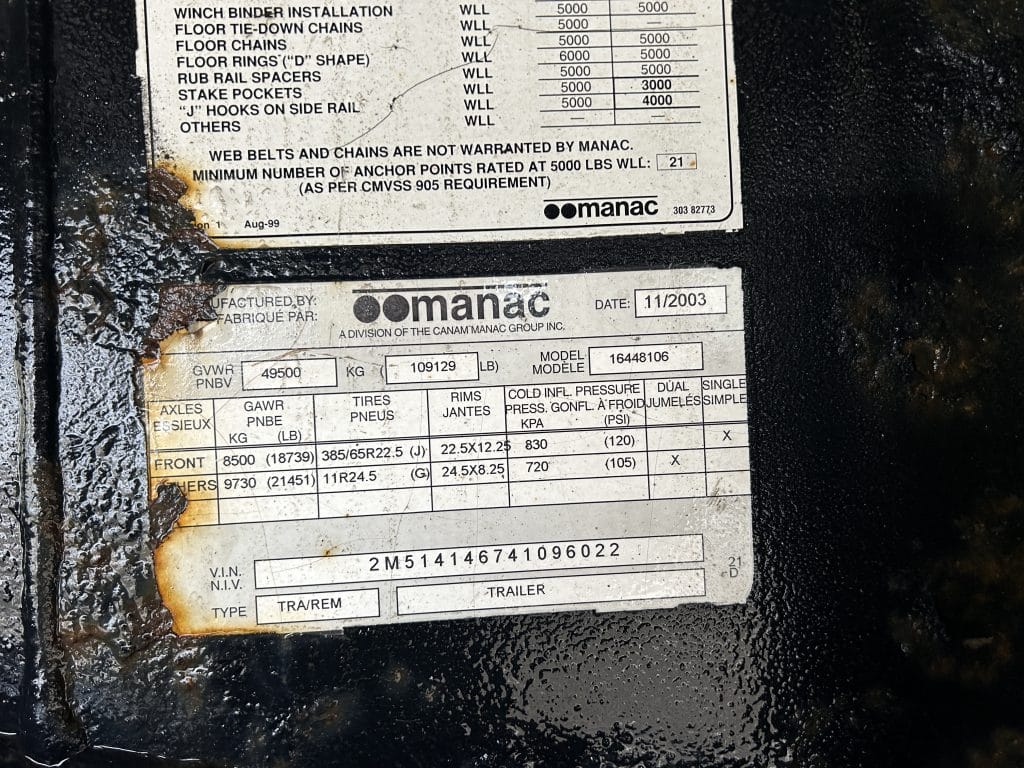 WINCH BINDER INSTALLATION WLL 5000 5000
FLOOR TIE-DOWN CHAINS WLL 5000 —
FLOOR CHAINS WLL 5000 5000
FLOOR RINGS ("D" SHAPE) WLL 6000 5000
RUB RAIL SPACERS WLL 5000 5000
STAKE POCKETS WLL 5000 3000
"J" HOOKS ON SIDE RAIL WLL 5000 4000
OTHERS WLL — —
WEB BELTS AND CHAINS ARE NOT WARRANTED BY MANAC.
MINIMUM NUMBER OF ANCHOR POINTS RATED AT 5000 LBS WLL: 21
(AS PER CMVSS 905 REQUIREMENT)
on 1 Aug-99 manac 303 82773
UFACTURED BY:
FABRIQUÉ PAR:
manac
A DIVISION OF THE CANAM MANAC GROUP INC.
DATE: 11/2003
GVWR
PNBV
49500 KG ( 109129 LB)
MODEL
MODÈLE
16448106
AXLES
ESSIEUX
GAWR
PNBE
KG (LB)
TIRES
PNEUS
RIMS
JANTES
COLD INFL. PRESSURE
PRESS. GONFL. À FROID
KPA (PSI)
DUAL
JUMELÉS
SINGLE
SIMPLE
FRONT 8500 (18739) 385/65R22.5 (J) 22.5X12.25 830 (120) X
HERS 9730 (21451) 11R24.5 (G) 24.5X8.25 720 (105) X
V.I.N.
N.I.V.
2M514146741096022
21
D
TYPE TRA/REM TRAILER